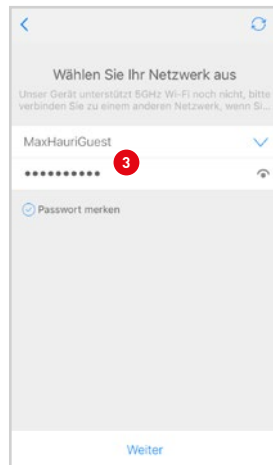 Wählen Sie Ihr Netzwerk aus
Unser Gerät unterstützt 5GHz Wi-Fi noch nicht, bitte
verbinden Sie zu einem anderen Netzwerk, wenn Si...
MaxHauriGuest
•••••••••• 3
Passwort merken
Weiter